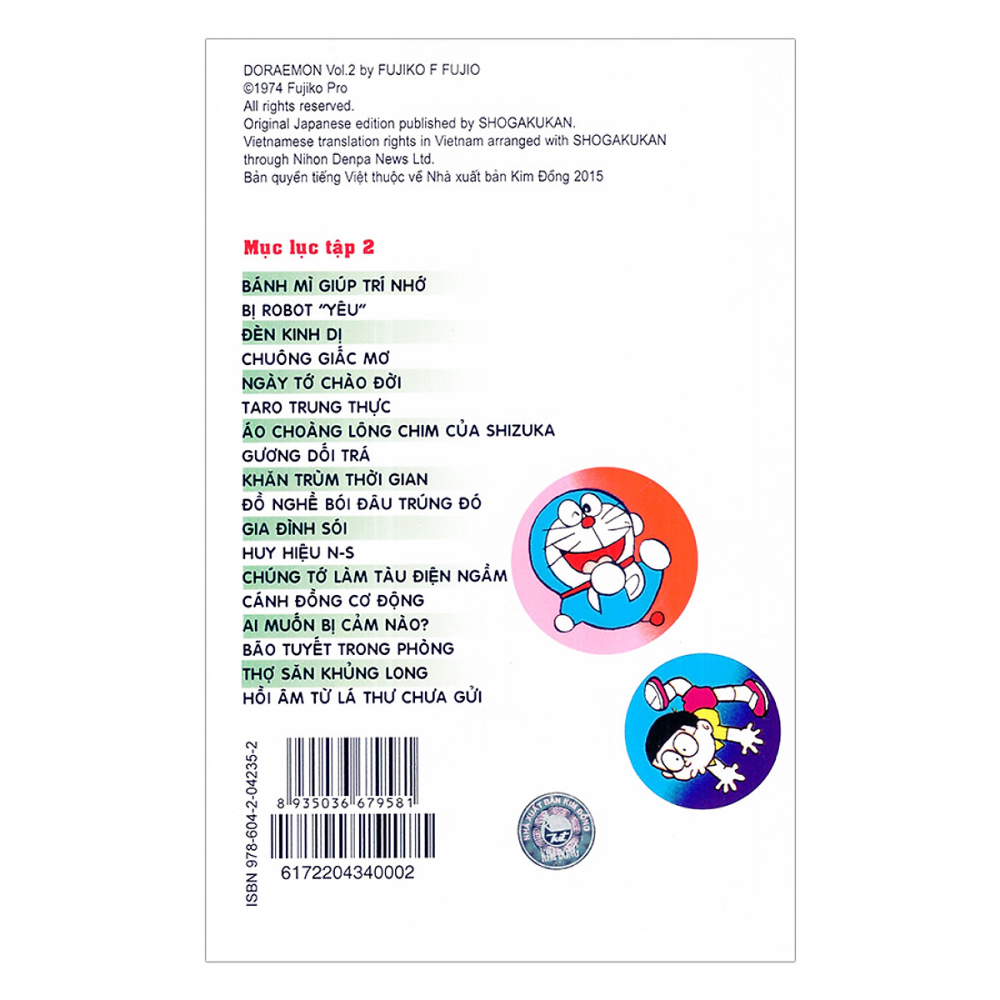 DORAEMON Vol.2 by FUJIKO F FUJIO
©1974 Fujiko Pro
All rights reserved.
Original Japanese edition published by SHOGAKUKAN.
Vietnamese translation rights in Vietnam arranged with SHOGAKUKAN
through Nihon Denpa News Ltd.
Bản quyền tiếng Việt thuộc về Nhà xuất bản Kim Đồng 2015
Mục lục tập 2
BÁNH MÌ GIÚP TRÍ NHỚ
BỊ ROBOT "YÊU"
ĐÈN KINH DỊ
CHUÔNG GIẤC MƠ
NGÀY TỚ CHÀO ĐỜI
TARO TRUNG THỰC
ÁO CHOÀNG LÔNG CHIM CỦA SHIZUKA
GƯƠNG DỐI TRÁ
KHĂN TRÙM THỜI GIAN
ĐỒ NGHỀ BÓI ĐÂU TRÚNG ĐÓ
GIA ĐÌNH SÓI
HUY HIỆU N-S
CHÚNG TỚ LÀM TÀU ĐIỆN NGẦM
CÁNH ĐỒNG CƠ ĐỘNG
AI MUỐN BỊ CẢM NÀO?
BÃO TUYẾT TRONG PHÒNG
THỢ SĂN KHỦNG LONG
HỒI ÂM TỪ LÁ THƯ CHƯA GỬI
ISBN 978-604-2-04235-2
8 935036 679581
6172204340002
NHÀ XUẤT BẢN KIM ĐỒNG